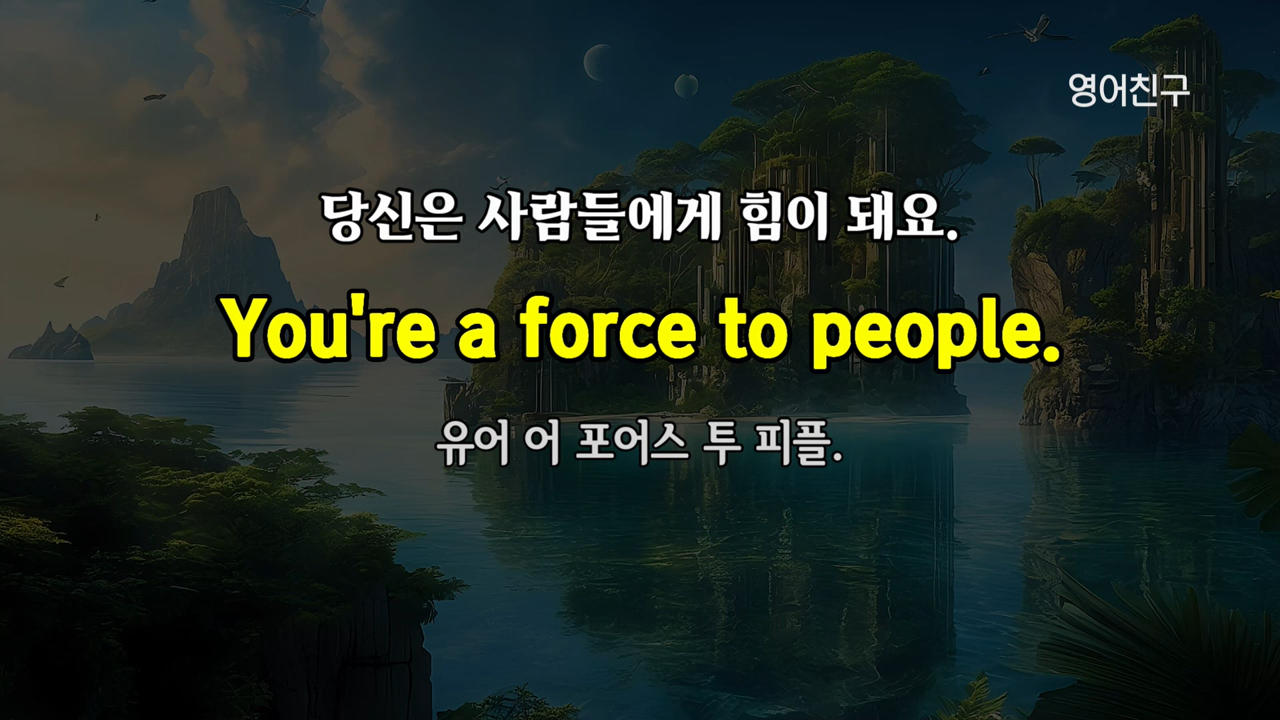 영어친구
당신은 사람들에게 힘이 돼요.
You're a force to people.
유어 어 포어스 투 피플.